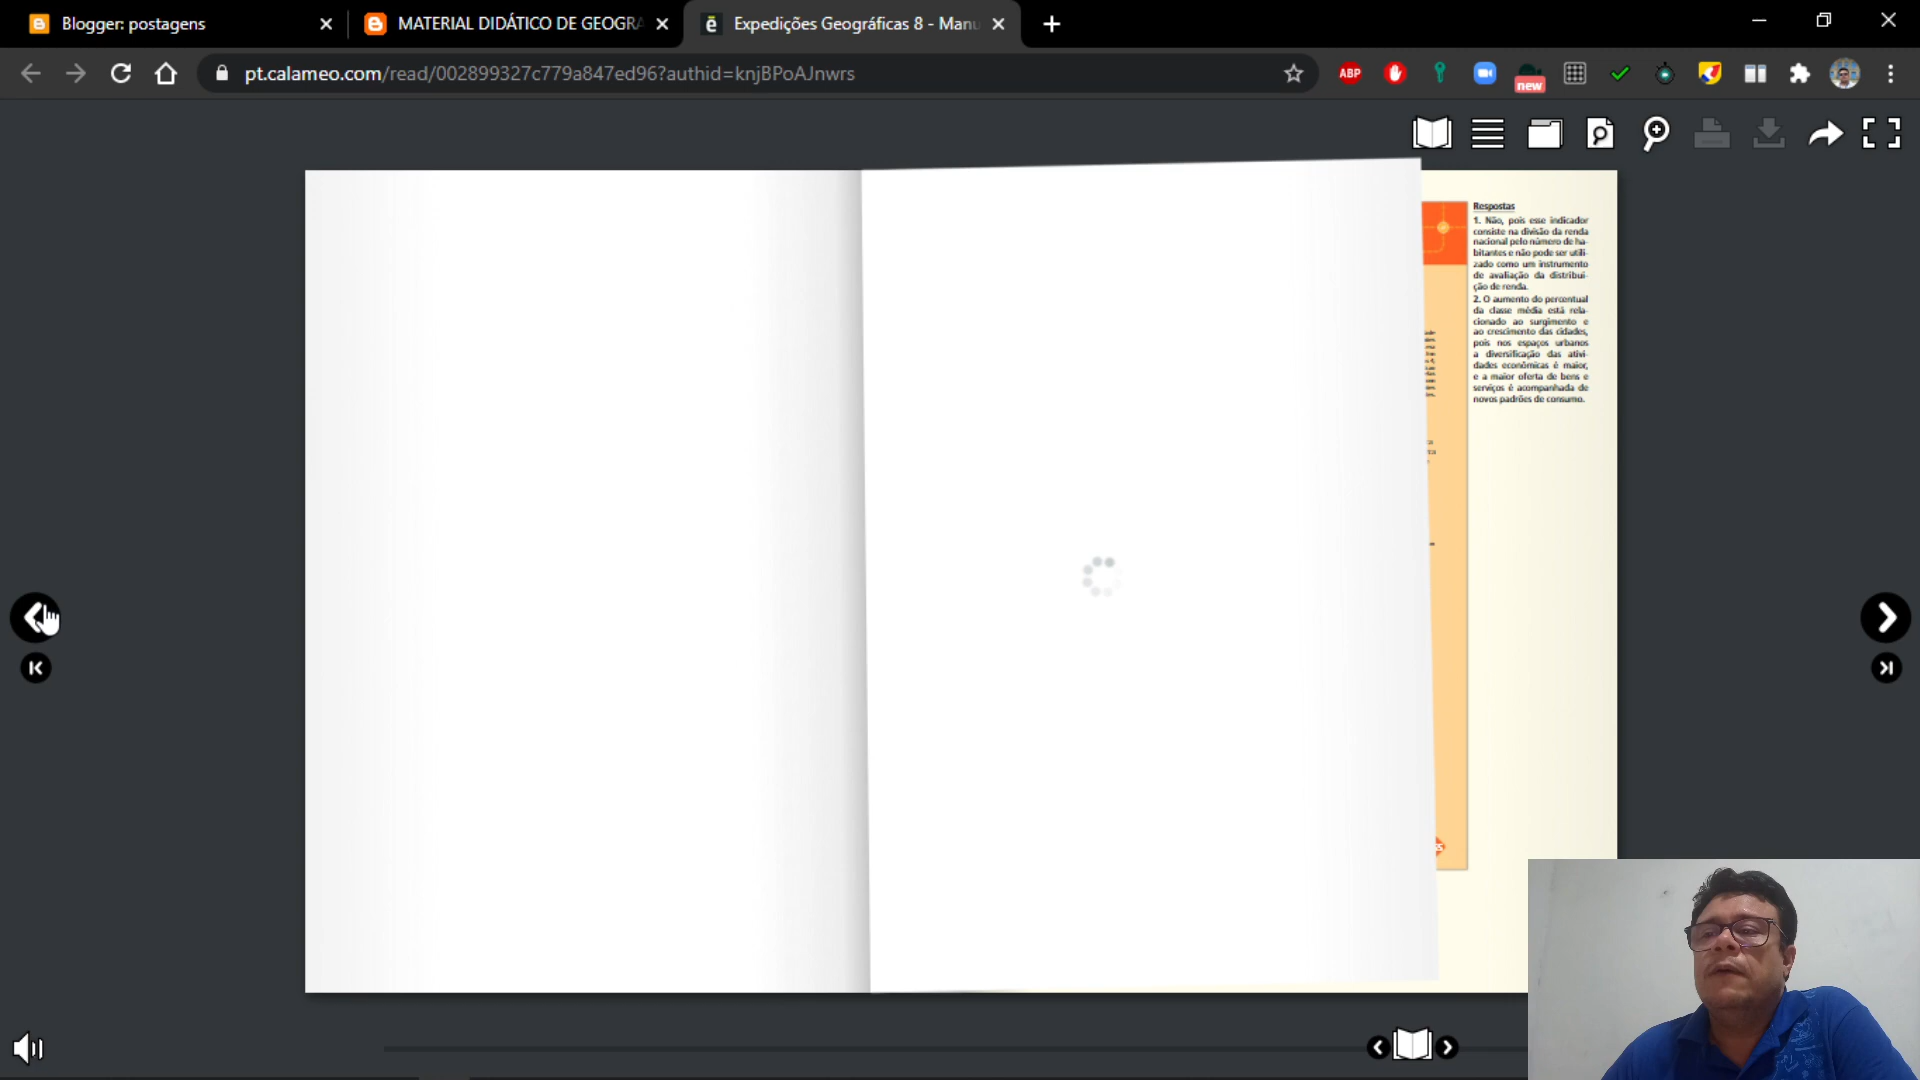 Blogger: postagens
MATERIAL DIDÁTICO DE GEOGRA
Expedições Geográficas 8 - Manu
pt.calameo.com/read/002899327c779a847ed96?authid=knjBPoAJnwrs
ABP
new
Respostas
1. Não, pois esse indicador
consiste na divisão da renda
nacional pelo número de ha-
bitantes e não pode ser utili-
zado como um instrumento
de avaliação da distribui-
ção de renda.
2. O aumento do percentual
da classe média está rela-
cionado ao surgimento e
ao crescimento das cidades,
pois nos espaços urbanos
a diversificação das ativi-
dades econômicas é maior,
e a maior oferta de bens e
serviços é acompanhada de
novos padrões de consumo.